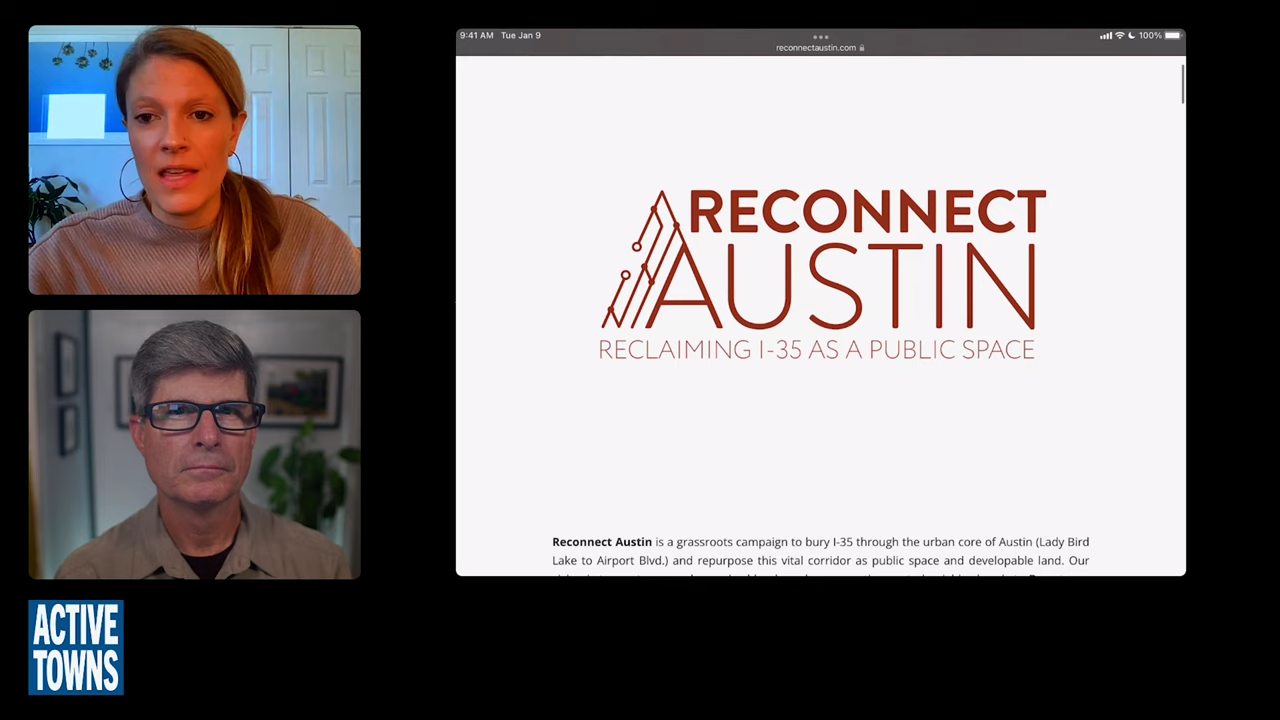 9:41 AM Tue Jan 9
reconnectaustin.com
100%
RECONNECT
AUSTIN
RECLAIMING I-35 AS A PUBLIC SPACE
Reconnect Austin is a grassroots campaign to bury I-35 through the urban core of Austin (Lady Bird
Lake to Airport Blvd.) and repurpose this vital corridor as public space and developable land. Our
ACTIVE
TOWNS